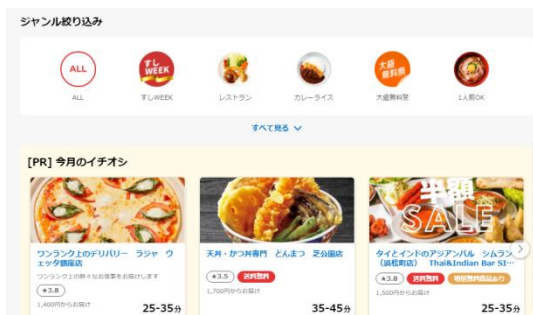 ジャンル絞り込み
ALL
すし
WEEK
大盛
無料祭
ALL
すしWEEK
レストラン
カレーライス
大盛無料祭
1人前OK
すべて見る
[PR] 今月のイチオシ
半額
SALE
ワンランク上のデリバリー ラジャ ヴ
ェッタ銀座店
ワンランク上の様々なお食事をお届けします
★3.8
1,400円からお届け
25-35分
天丼・かつ丼専門 とんまつ 芝公園店
★3.5 送料無料
1,700円からお届け
35-45分
タイとインドのアジアンバル シムラン
(浜松町店) Thai&Indian Bar SI…
★3.8 送料無料
1,500円からお届け
25-35分